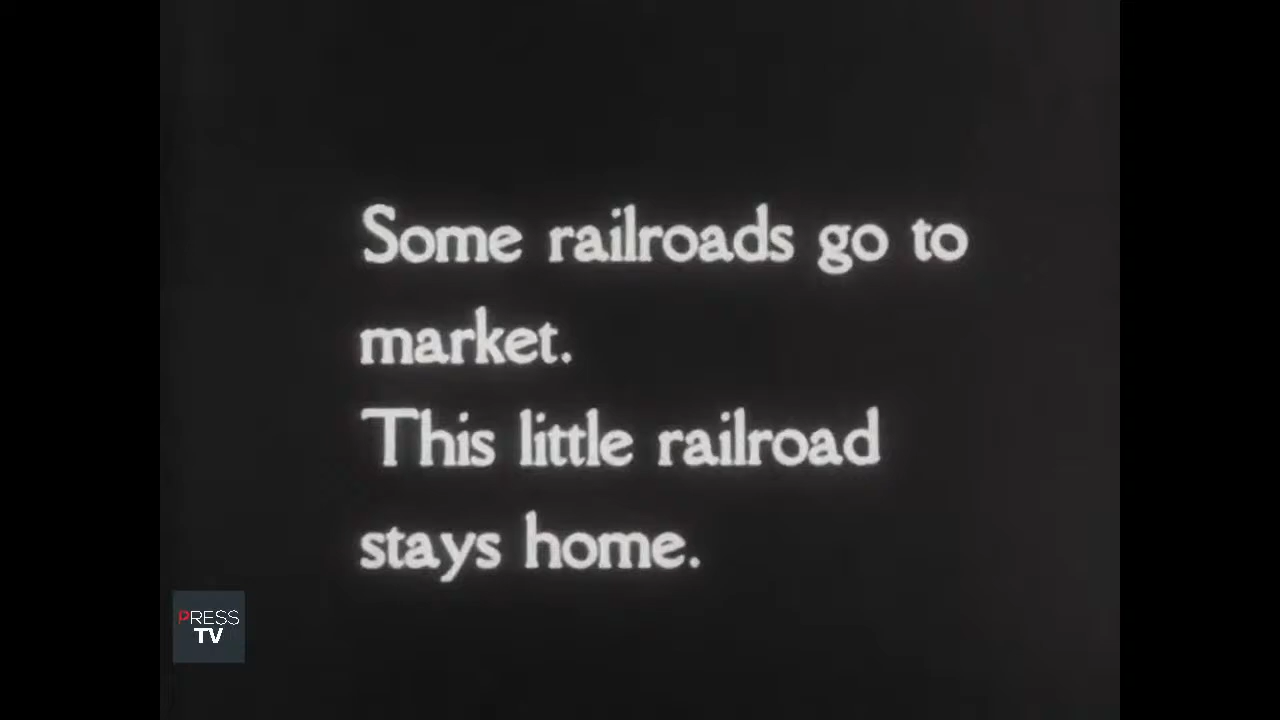 Some railroads go to
market.
This little railroad
stays home.
PRESS
TV